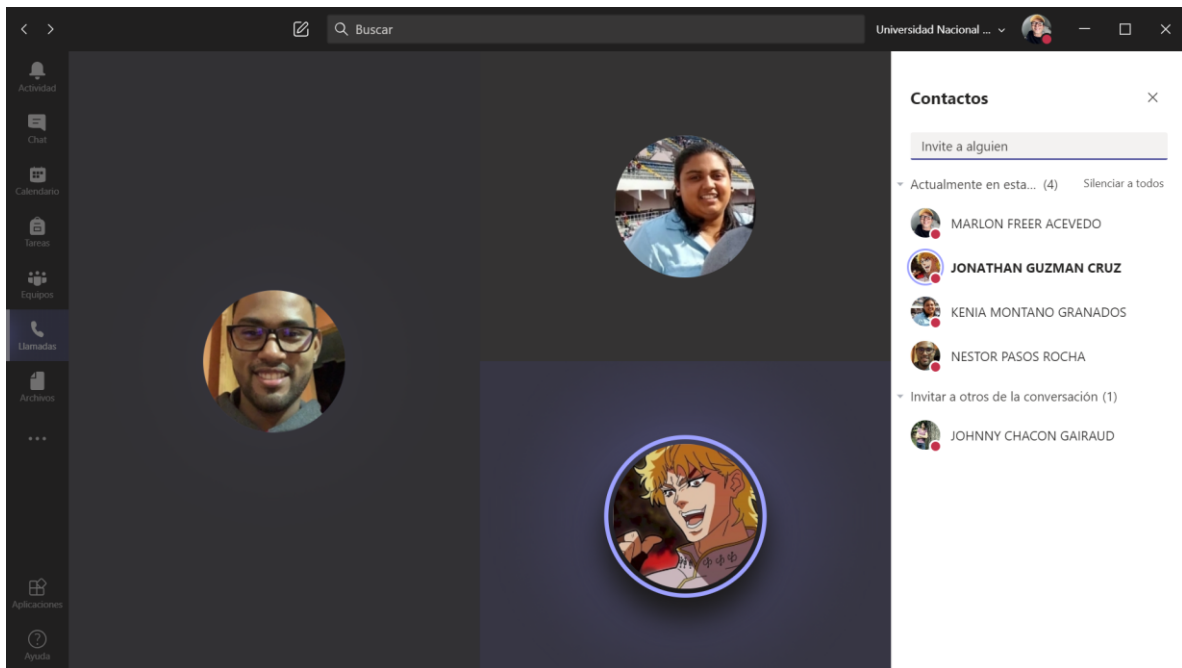 Buscar
Universidad Nacional ...
Actividad
Chat
Calendario
Tareas
Equipos
Llamadas
Archivos
Aplicaciones
Ayuda
Contactos
Invite a alguien
Actualmente en esta... (4) Silenciar a todos
MARLON FREER ACEVEDO
JONATHAN GUZMAN CRUZ
KENIA MONTANO GRANADOS
NESTOR PASOS ROCHA
Invitar a otros de la conversación (1)
JOHNNY CHACON GAIRAUD